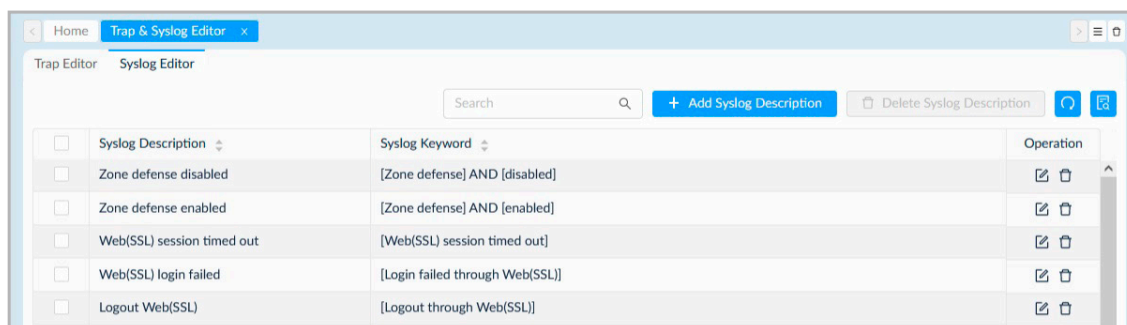 Home Trap & Syslog Editor x
Trap Editor Syslog Editor
Search + Add Syslog Description Delete Syslog Description
Syslog Description Syslog Keyword Operation
Zone defense disabled [Zone defense] AND [disabled]
Zone defense enabled [Zone defense] AND [enabled]
Web(SSL) session timed out [Web(SSL) session timed out]
Web(SSL) login failed [Login failed through Web(SSL)]
Logout Web(SSL) [Logout through Web(SSL)]